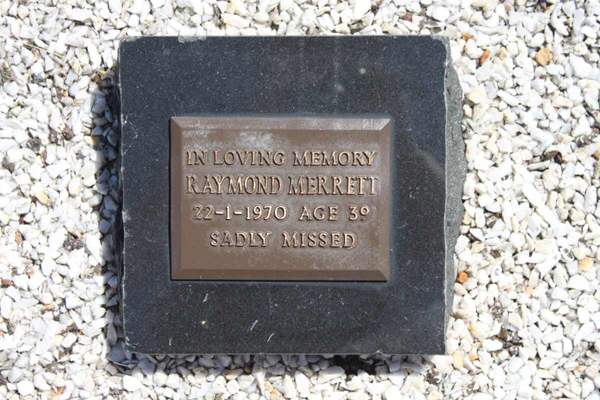 IN LOVING MEMORY
RAYMOND MERRETT
22-1-1970 AGE 39
SADLY MISSED